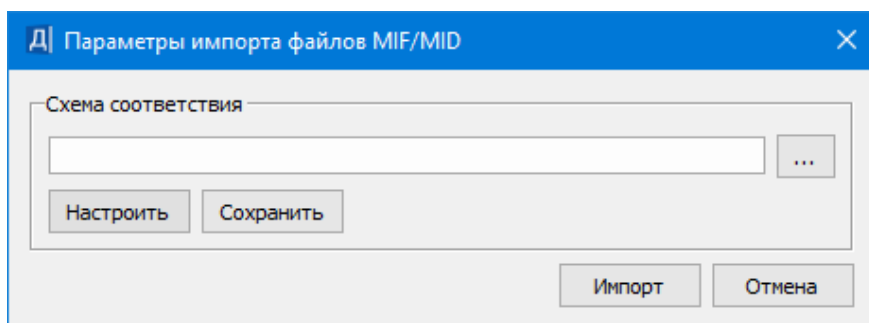 Д Параметры импорта файлов MIF/MID
Схема соответствия
...
Настроить Сохранить
Импорт Отмена